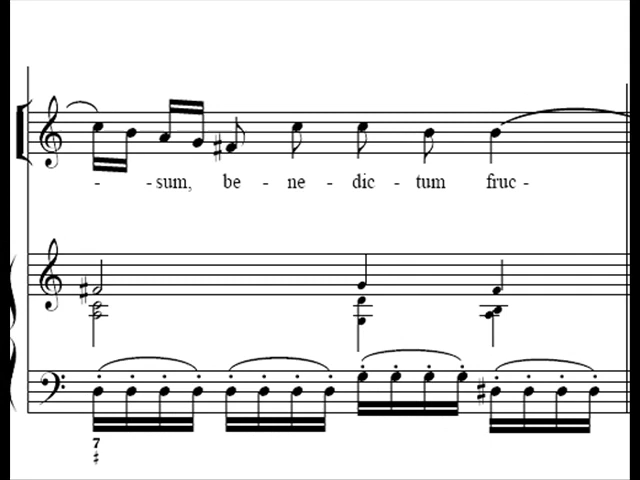 - -sum, be - ne - dic - tum fruc -
7
♯